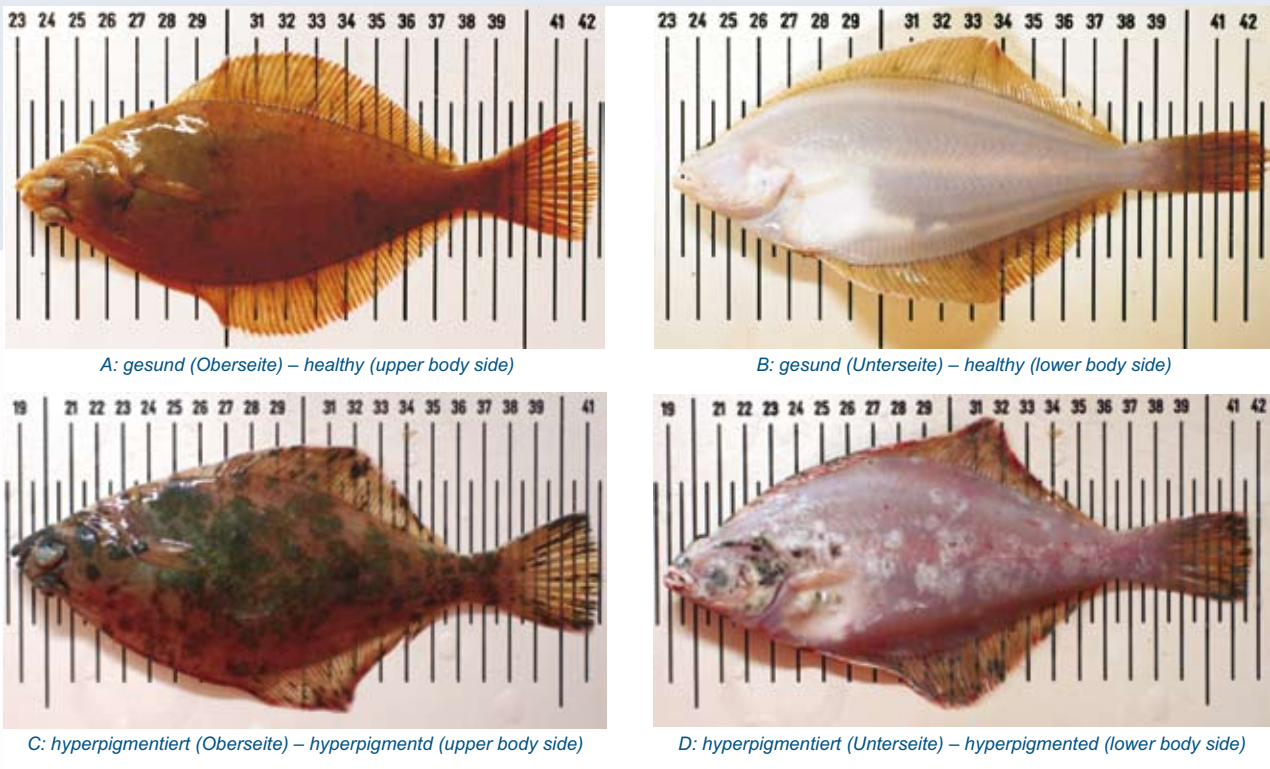 23 24 25 26 27 28 29 31 32 33 34 35 36 37 38 39 41 42
23 24 25 26 27 28 29 31 32 33 34 35 36 37 38 39 41 42
A: gesund (Oberseite) – healthy (upper body side)
B: gesund (Unterseite) – healthy (lower body side)
19 21 22 23 24 25 26 27 28 29 31 32 33 34 35 36 37 38 39 41
19 21 22 23 24 25 26 27 28 29 31 32 33 34 35 36 37 38 39 41 42
C: hyperpigmentiert (Oberseite) – hyperpigmentd (upper body side)
D: hyperpigmentiert (Unterseite) – hyperpigmented (lower body side)